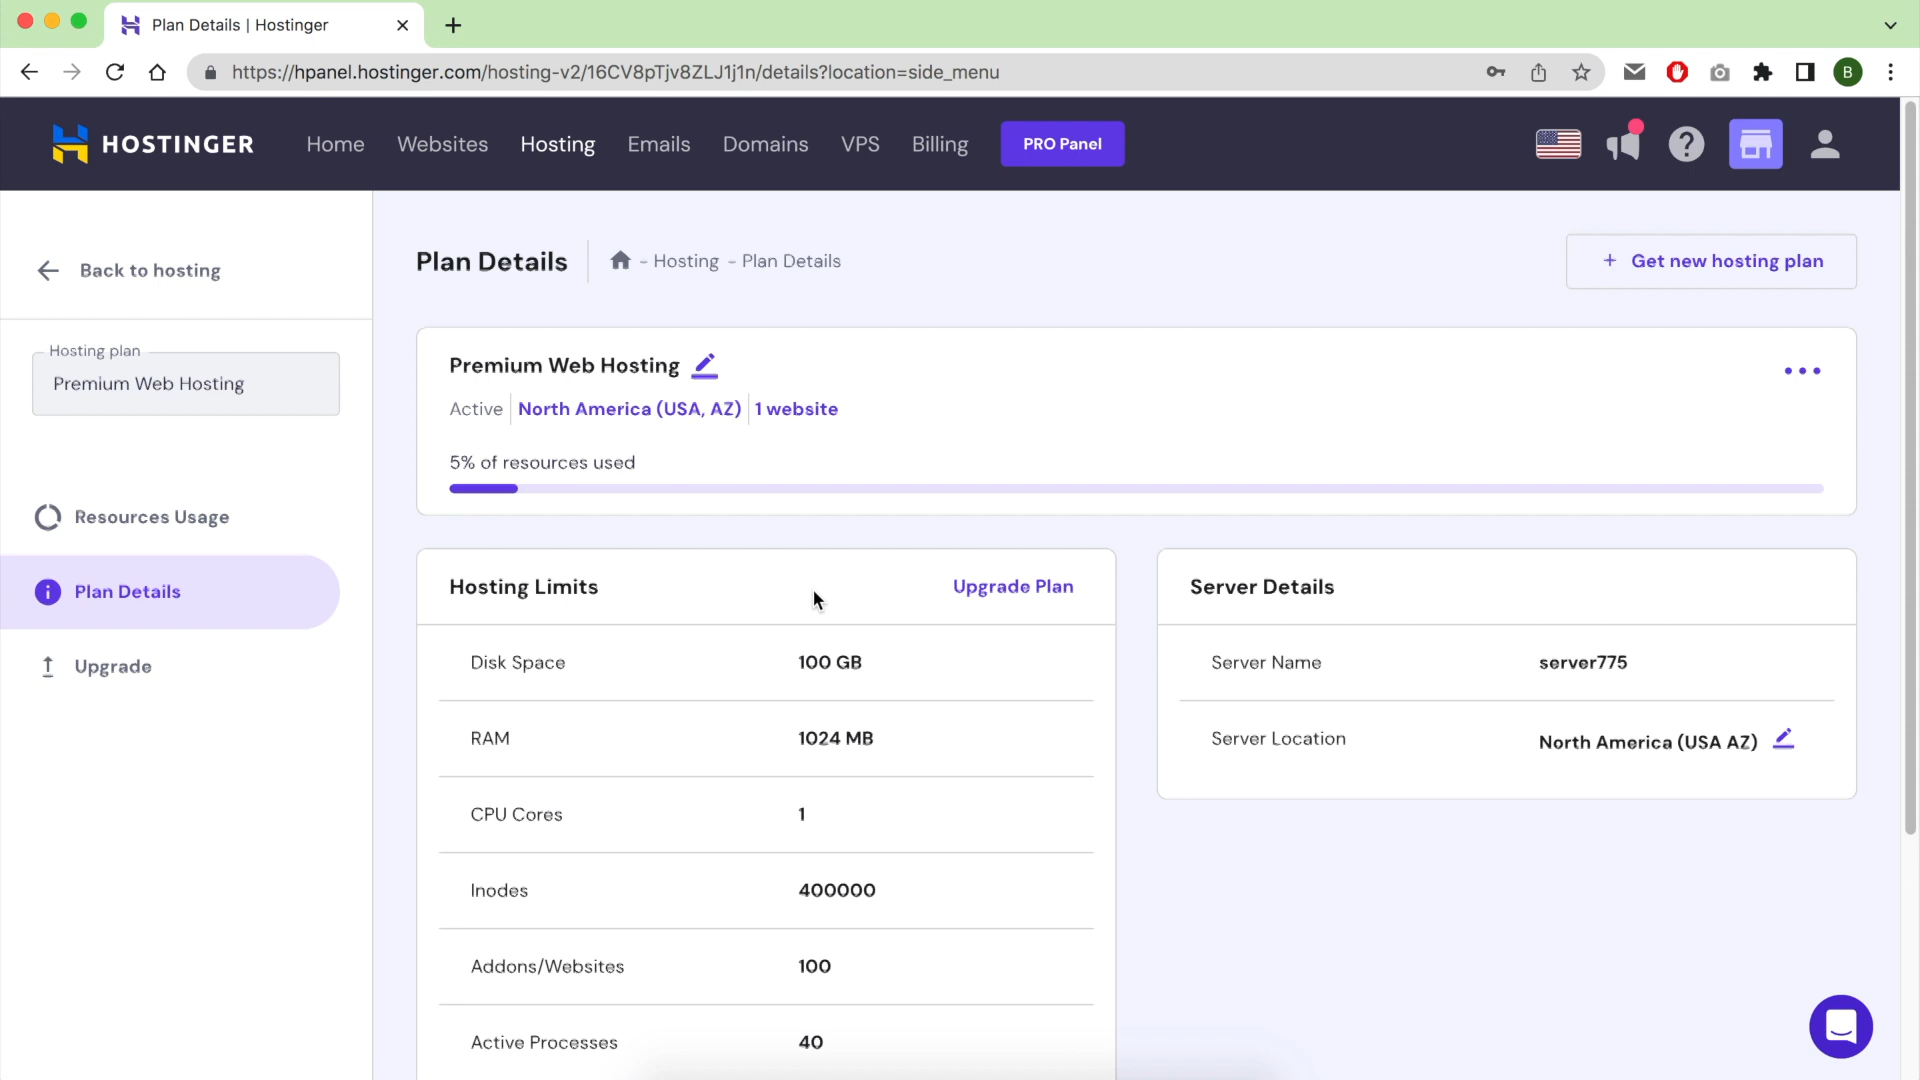 Plan Details | Hostinger
https://hpanel.hostinger.com/hosting-v2/16CV8pTjv8ZLJ1j1n/details?location=side_menu
B
HOSTINGER
Home
Websites
Hosting
Emails
Domains
VPS
Billing
PRO Panel
Back to hosting
Plan Details
- Hosting - Plan Details
+ Get new hosting plan
Hosting plan
Premium Web Hosting
Premium Web Hosting
Active
North America (USA, AZ)
1 website
5% of resources used
Resources Usage
Plan Details
Upgrade
Hosting Limits
Upgrade Plan
Disk Space 100 GB
RAM 1024 MB
CPU Cores 1
Inodes 400000
Addons/Websites 100
Active Processes 40
Server Details
Server Name server775
Server Location North America (USA AZ)